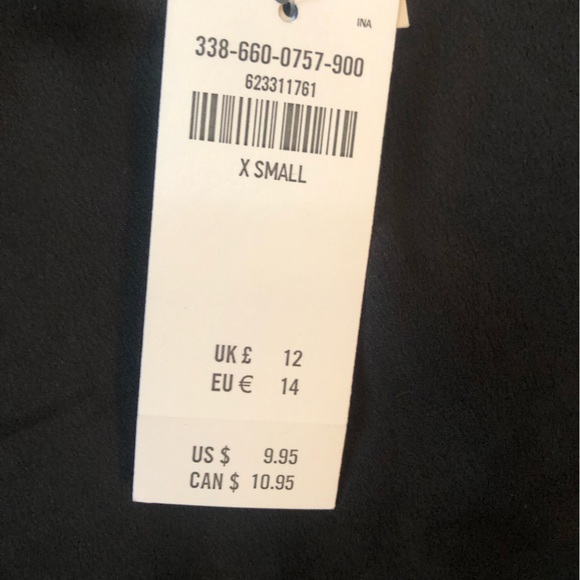 INA
338-660-0757-900
623311761
X SMALL
UK £ 12
EU € 14
US $ 9.95
CAN $ 10.95